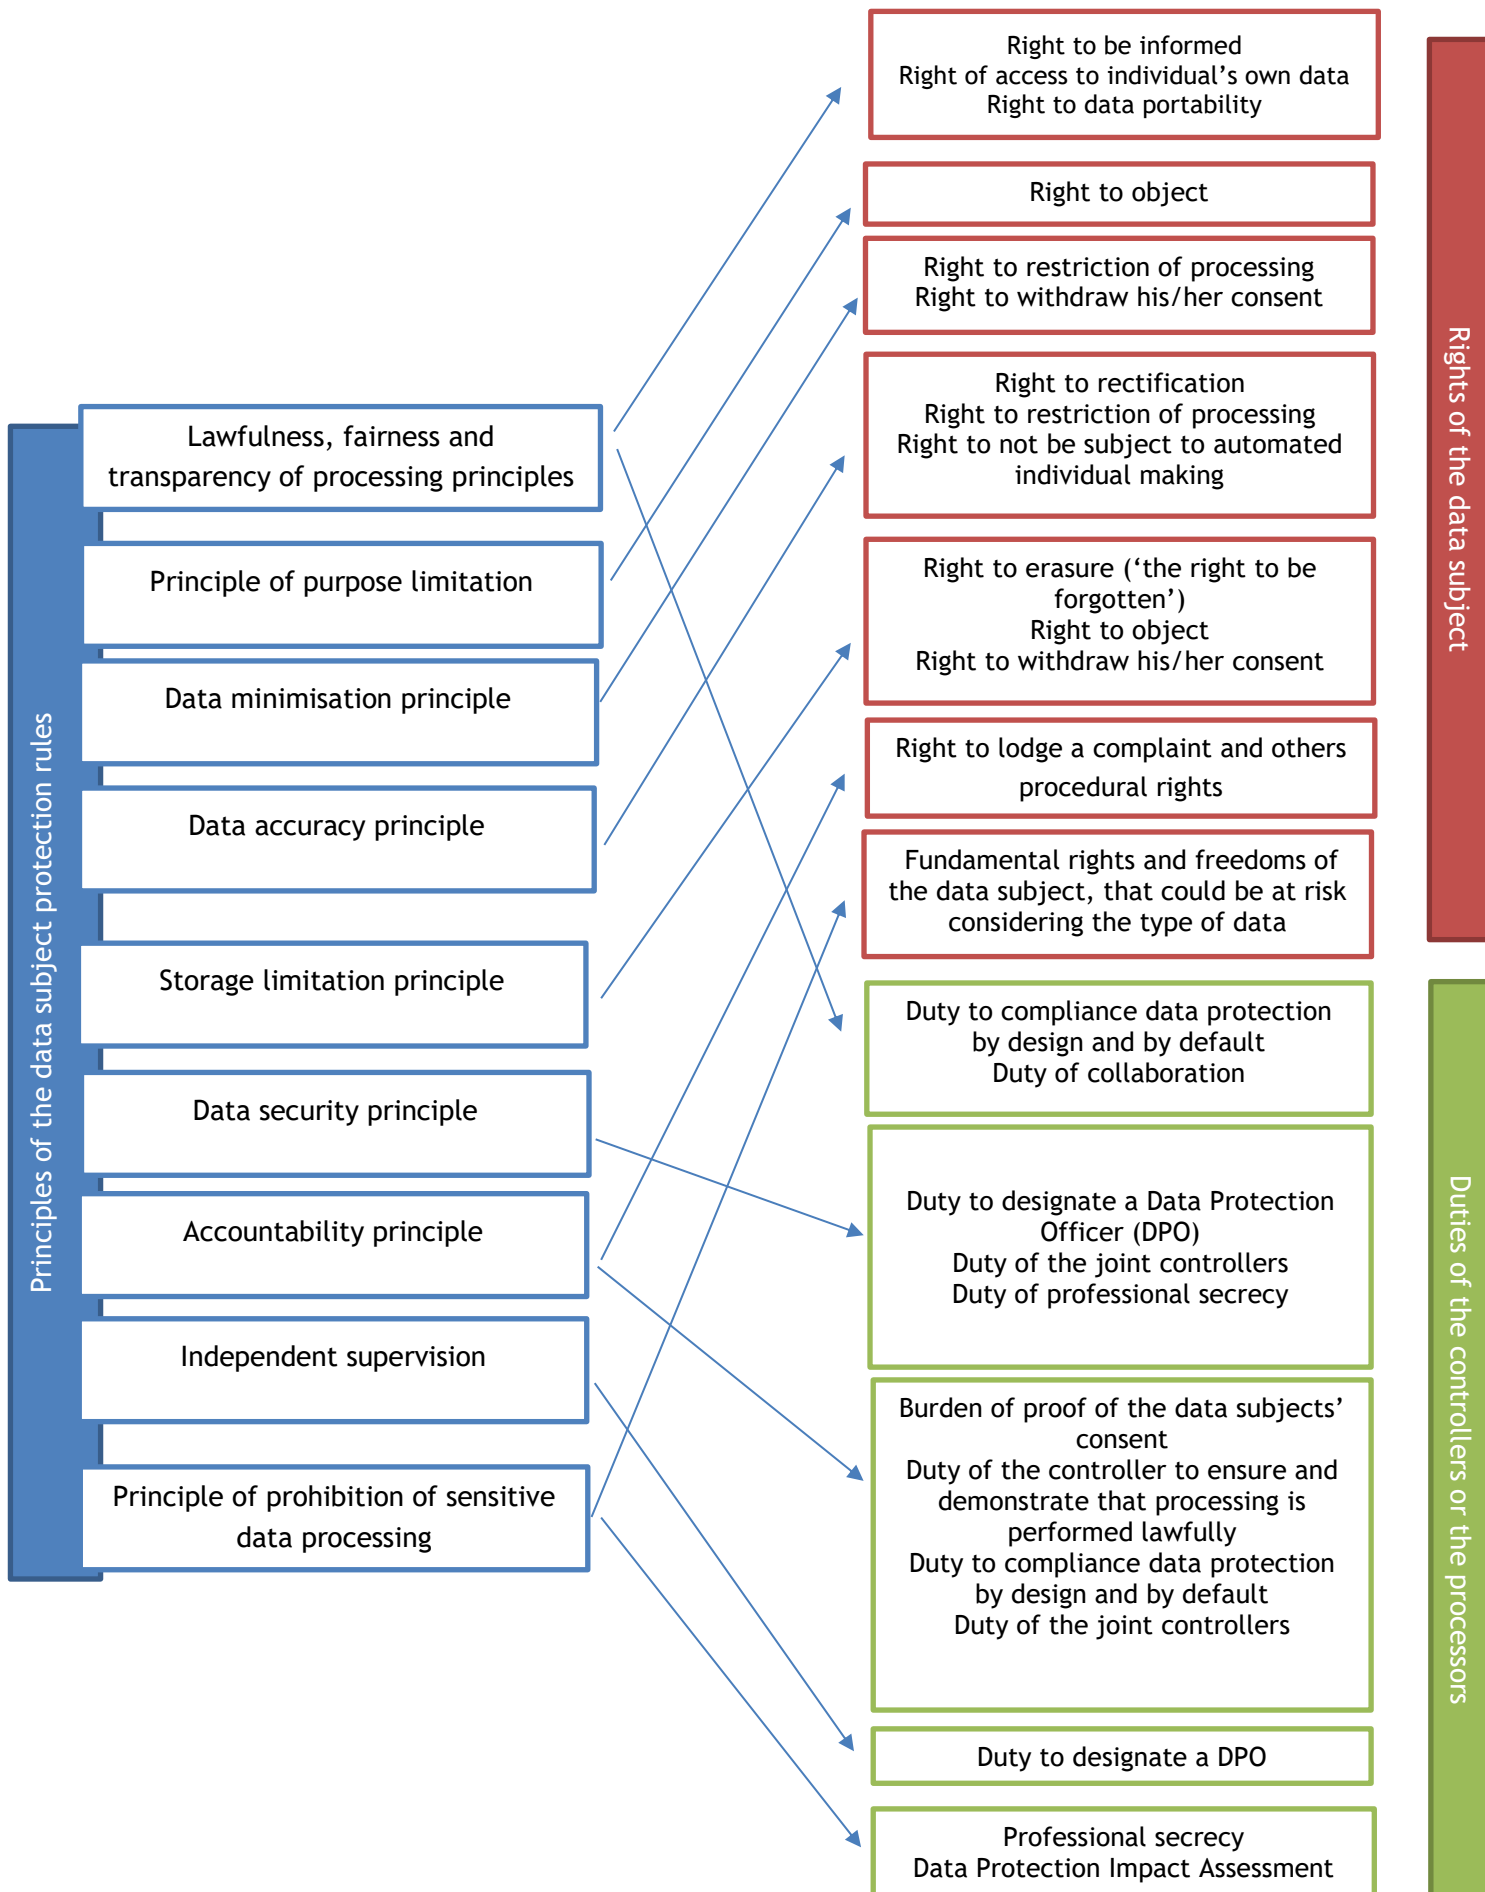 Principles of the data subject protection rules
Lawfulness, fairness and
transparency of processing principles
Principle of purpose limitation
Data minimisation principle
Data accuracy principle
Storage limitation principle
Data security principle
Accountability principle
Independent supervision
Principle of prohibition of sensitive
data processing
Right to be informed
Right of access to individual’s own data
Right to data portability
Right to object
Right to restriction of processing
Right to withdraw his/her consent
Right to rectification
Right to restriction of processing
Right to not be subject to automated
individual making
Right to erasure (‘the right to be
forgotten’)
Right to object
Right to withdraw his/her consent
Right to lodge a complaint and others
procedural rights
Fundamental rights and freedoms of
the data subject, that could be at risk
considering the type of data
Duty to compliance data protection
by design and by default
Duty of collaboration
Duty to designate a Data Protection
Officer (DPO)
Duty of the joint controllers
Duty of professional secrecy
Burden of proof of the data subjects’
consent
Duty of the controller to ensure and
demonstrate that processing is
performed lawfully
Duty to compliance data protection
by design and by default
Duty of the joint controllers
Duty to designate a DPO
Professional secrecy
Data Protection Impact Assessment
Rights of the data subject
Duties of the controllers or the processors